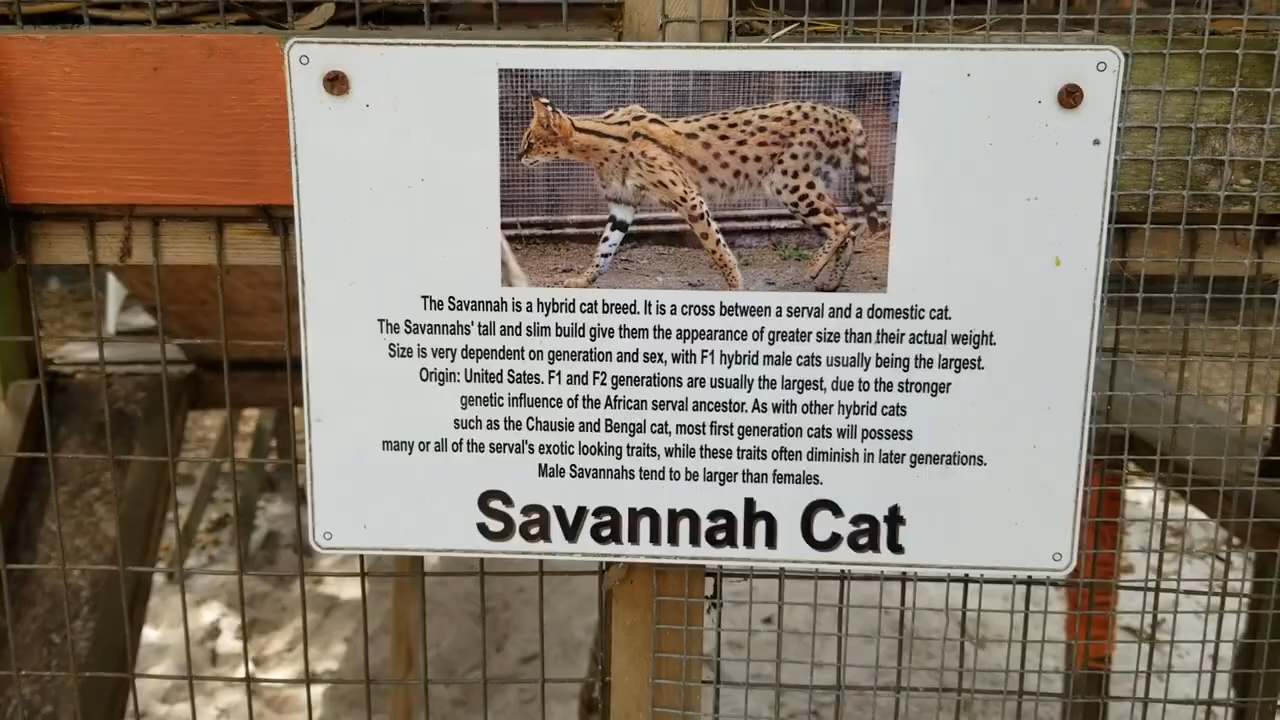 The Savannah is a hybrid cat breed. It is a cross between a serval and a domestic cat.
The Savannahs' tall and slim build give them the appearance of greater size than their actual weight.
Size is very dependent on generation and sex, with F1 hybrid male cats usually being the largest.
Origin: United Sates. F1 and F2 generations are usually the largest, due to the stronger
genetic influence of the African serval ancestor. As with other hybrid cats
such as the Chausie and Bengal cat, most first generation cats will possess
many or all of the serval's exotic looking traits, while these traits often diminish in later generations.
Male Savannahs tend to be larger than females.
Savannah Cat